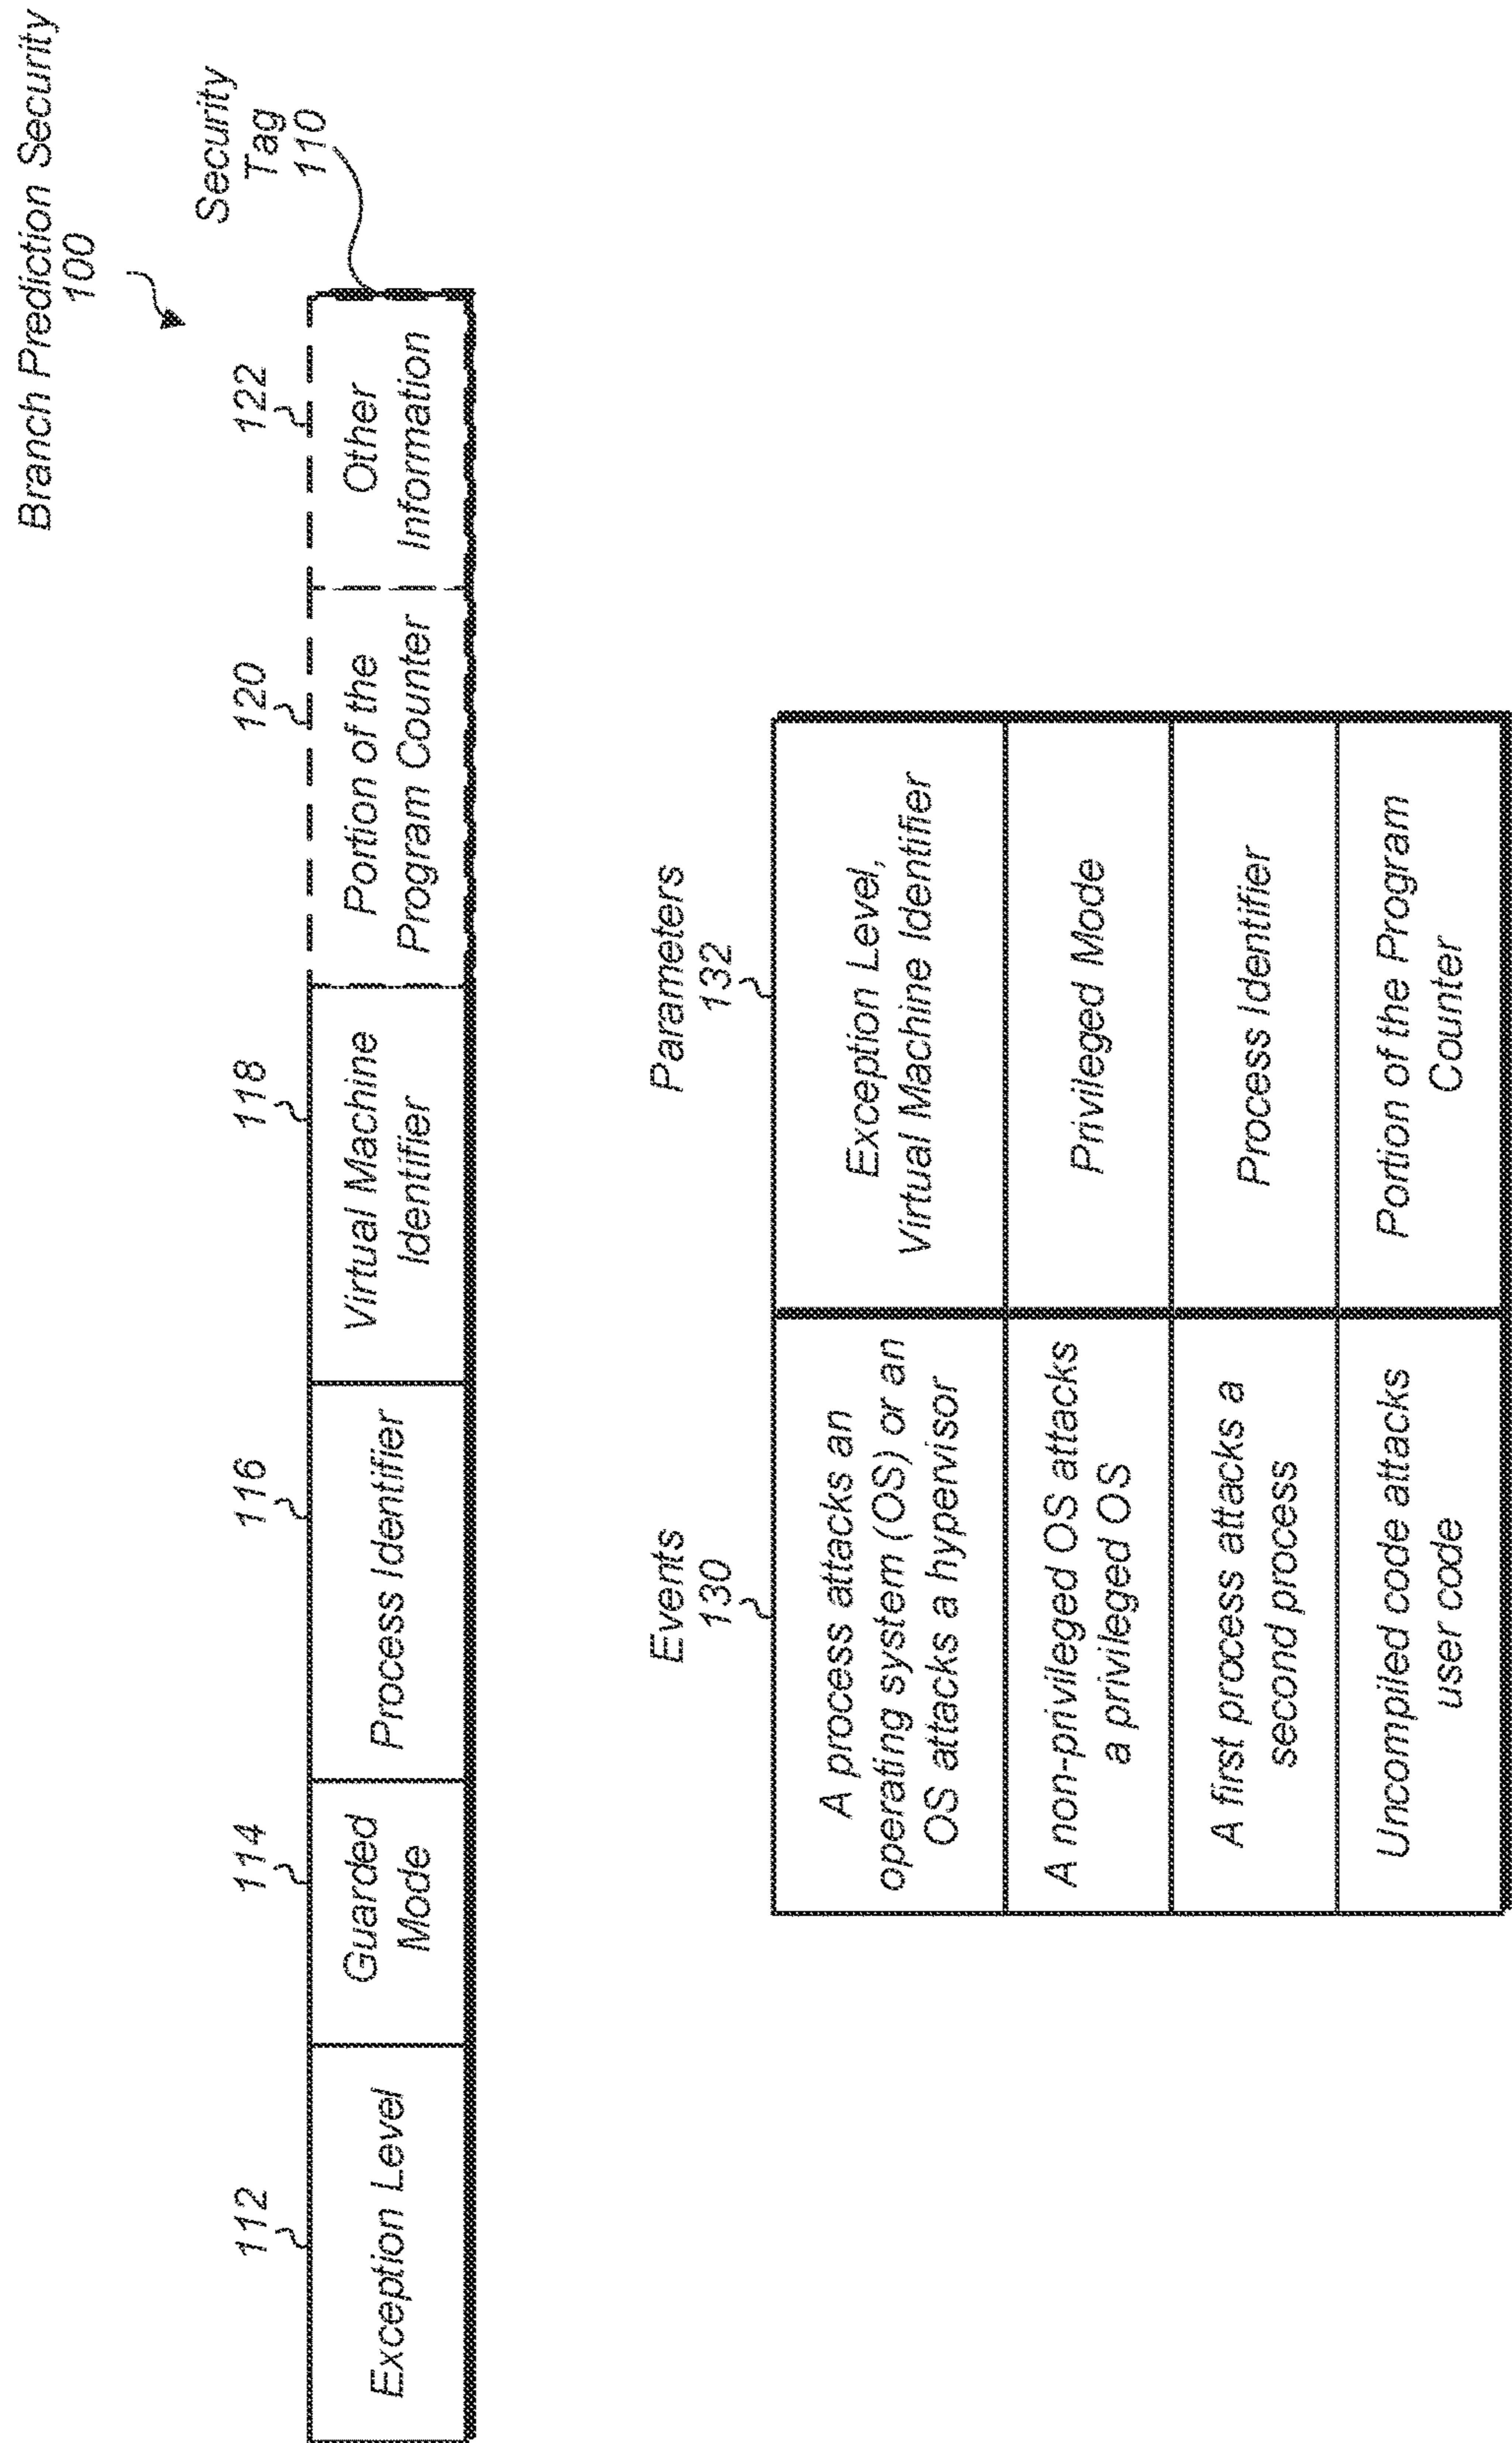 Branch Prediction Security
100
Security
Tag
110
112
114
116
118
120
122
Exception Level
Guarded
Mode
Process Identifier
Virtual Machine
Identifier
Portion of the
Program Counter
Other
Information
Events
130
Parameters
132
A process attacks an
operating system (OS) or an
OS attacks a hypervisor
Exception Level,
Virtual Machine Identifier
A non-privileged OS attacks
a privileged OS
Privileged Mode
A first process attacks a
second process
Process Identifier
Uncompiled code attacks
user code
Portion of the Program
Counter